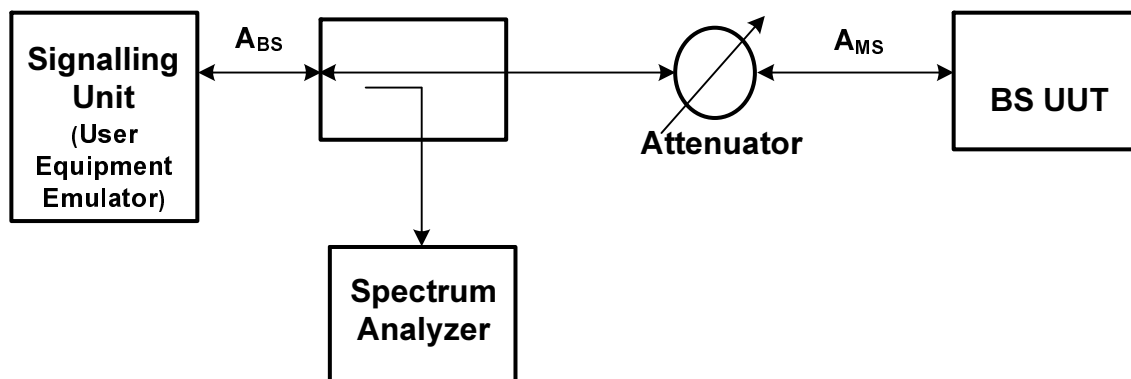 Signalling
Unit
(User
Equipment
Emulator)
ABS
Attenuator
AMS
BS UUT
Spectrum
Analyzer